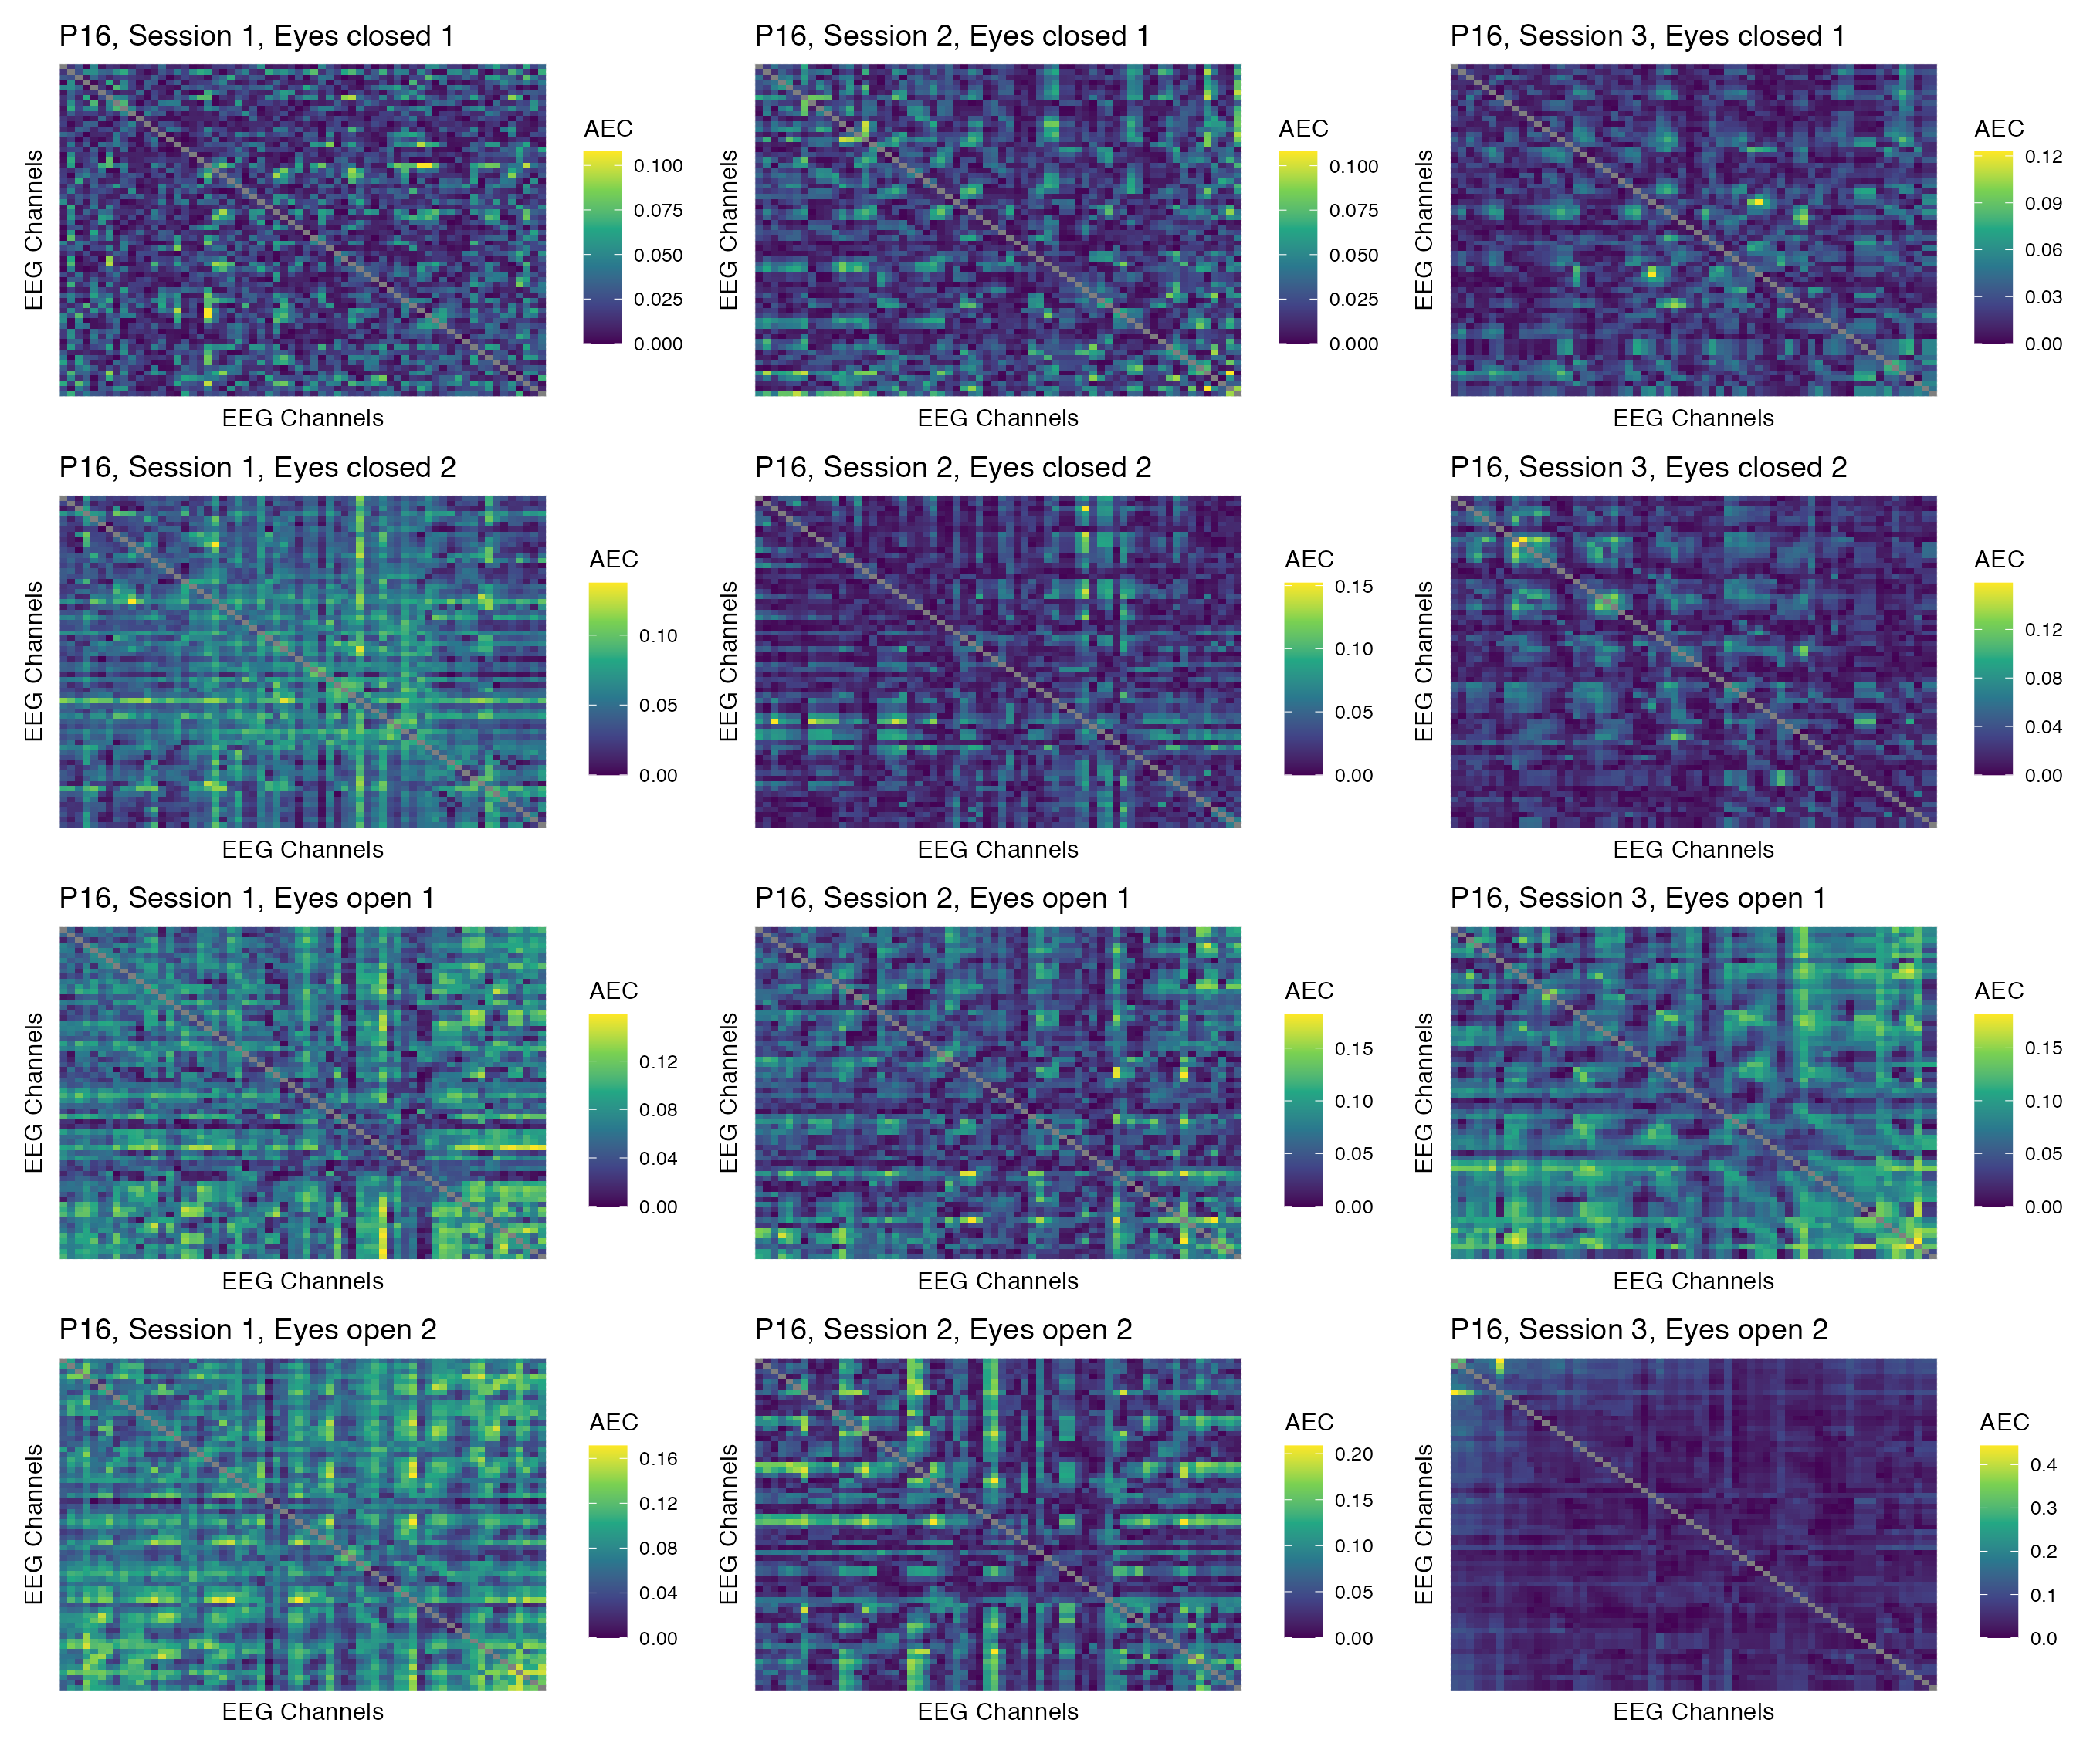 P16, Session 1, Eyes closed 1
EEG Channels
EEG Channels
AEC
0.100
0.075
0.050
0.025
0.000
P16, Session 2, Eyes closed 1
EEG Channels
EEG Channels
AEC
0.100
0.075
0.050
0.025
0.000
P16, Session 3, Eyes closed 1
EEG Channels
EEG Channels
AEC
0.12
0.09
0.06
0.03
0.00
P16, Session 1, Eyes closed 2
EEG Channels
EEG Channels
AEC
0.10
0.05
0.00
P16, Session 2, Eyes closed 2
EEG Channels
EEG Channels
AEC
0.15
0.10
0.05
0.00
P16, Session 3, Eyes closed 2
EEG Channels
EEG Channels
AEC
0.12
0.08
0.04
0.00
P16, Session 1, Eyes open 1
EEG Channels
EEG Channels
AEC
0.12
0.08
0.04
0.00
P16, Session 2, Eyes open 1
EEG Channels
EEG Channels
AEC
0.15
0.10
0.05
0.00
P16, Session 3, Eyes open 1
EEG Channels
EEG Channels
AEC
0.15
0.10
0.05
0.00
P16, Session 1, Eyes open 2
EEG Channels
EEG Channels
AEC
0.16
0.12
0.08
0.04
0.00
P16, Session 2, Eyes open 2
EEG Channels
EEG Channels
AEC
0.20
0.15
0.10
0.05
0.00
P16, Session 3, Eyes open 2
EEG Channels
EEG Channels
AEC
0.4
0.3
0.2
0.1
0.0